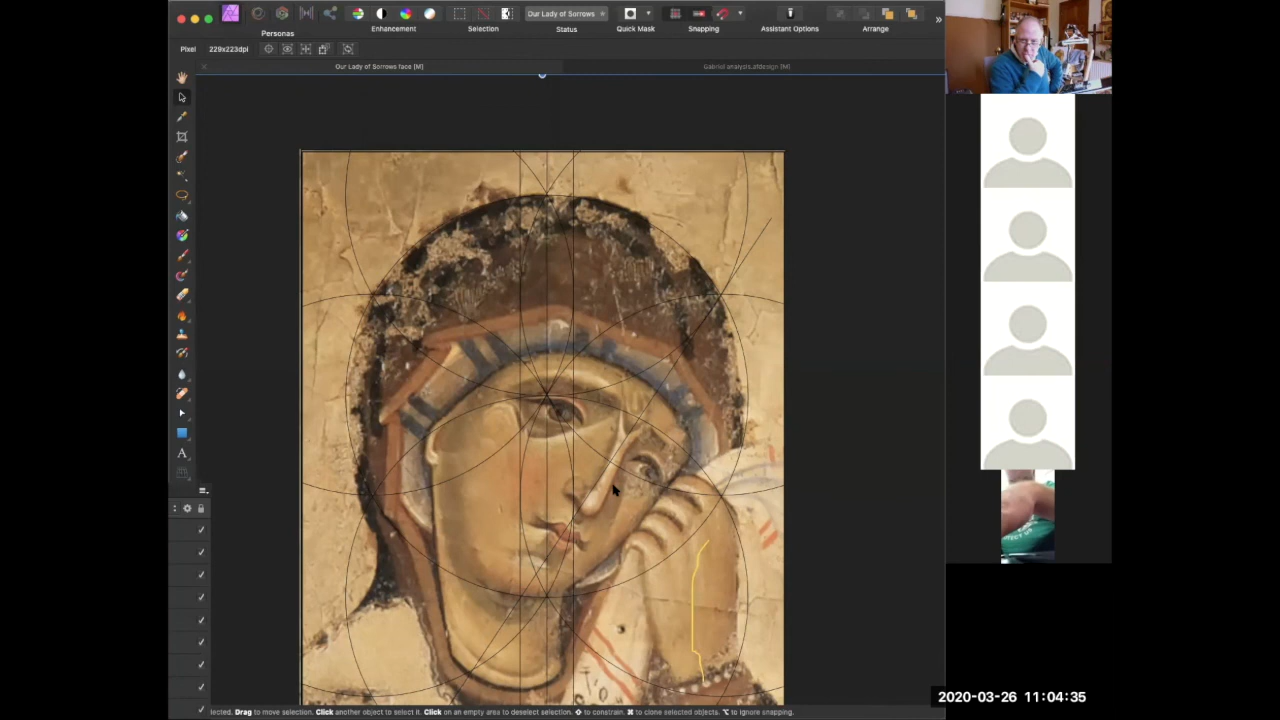 Our Lady of Sorrows
Personas
Enhancement
Selection
Status
Quick Mask
Snapping
Assistant Options
Arrange
»
Pixel
229x223dpi
Our Lady of Sorrows face [M]
Gabriel analysis.afdesign [M]
A
lected. Drag to move selection. Click another object to select it. Click on an empty area to deselect selection. ⇧ to constrain. ⌘ to clone selected objects. ⌥ to ignore snapping.
2020-03-26 11:04:35